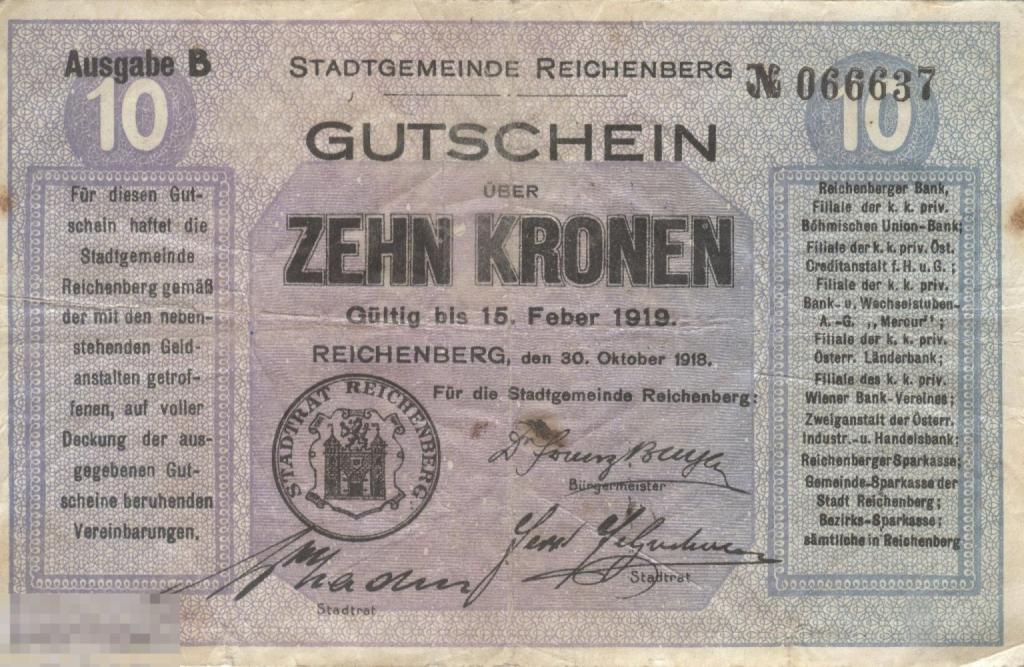 Ausgabe B
10
STADTGEMEINDE REICHENBERG
№ 066637
10
GUTSCHEIN
ÜBER
ZEHN KRONEN
Gültig bis 15. Feber 1919.
REICHENBERG, den 30. Oktober 1918.
Für die Stadtgemeinde Reichenberg:
Bürgermeister
Stadtrat
Stadtrat
STADTRAT REICHENBERG
Für diesen Gut-
schein haftet die
Stadtgemeinde
Reichenberg gemäß
der mit den neben-
stehenden Geld-
anstalten getrof-
fenen, auf voller
Deckung der aus-
gegebenen Gut-
scheine beruhenden
Vereinbarungen.
Reichenberger Bank,
Filiale der k. k. priv.
Böhmischen Union-Bank;
Filiale der k. k. priv. Öst.
Creditanstalt f. H. u. G. ;
Filiale der k. k. priv.
Bank- u. Wechselstuben-
A.-G. „Mercur";
Filiale der k. k. priv.
Österr. Länderbank;
Filiale des k. k. priv.
Wiener Bank-Vereines;
Zweiganstalt der Österr.
Industr.- u. Handelsbank;
Reichenberger Sparkasse;
Gemeinde-Sparkasse der
Stadt Reichenberg;
Bezirks-Sparkasse;
sämtliche in Reichenberg